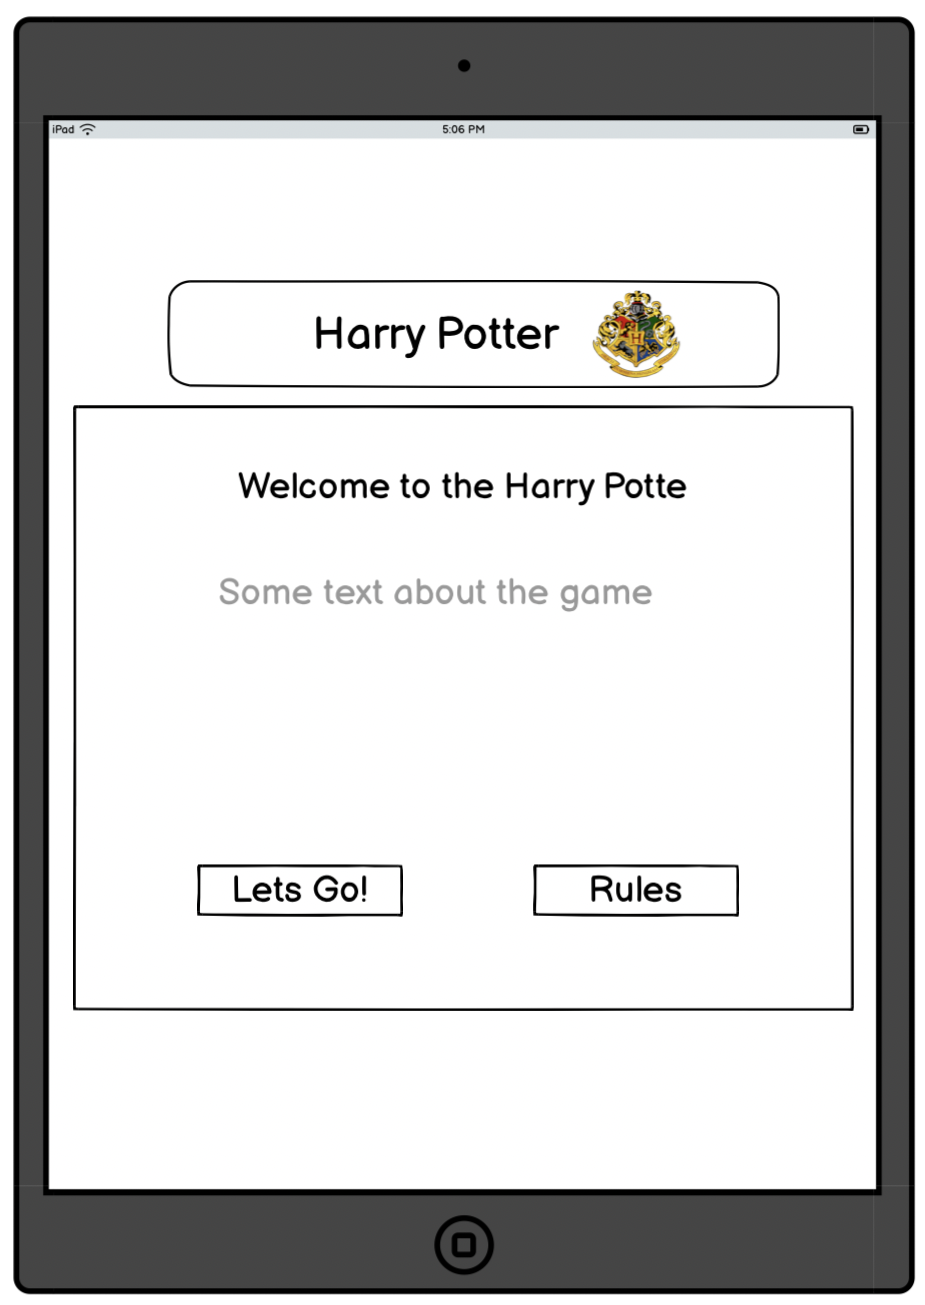 iPad
5:06 PM
Harry Potter
H
Welcome to the Harry Potte
Some text about the game
Lets Go!
Rules